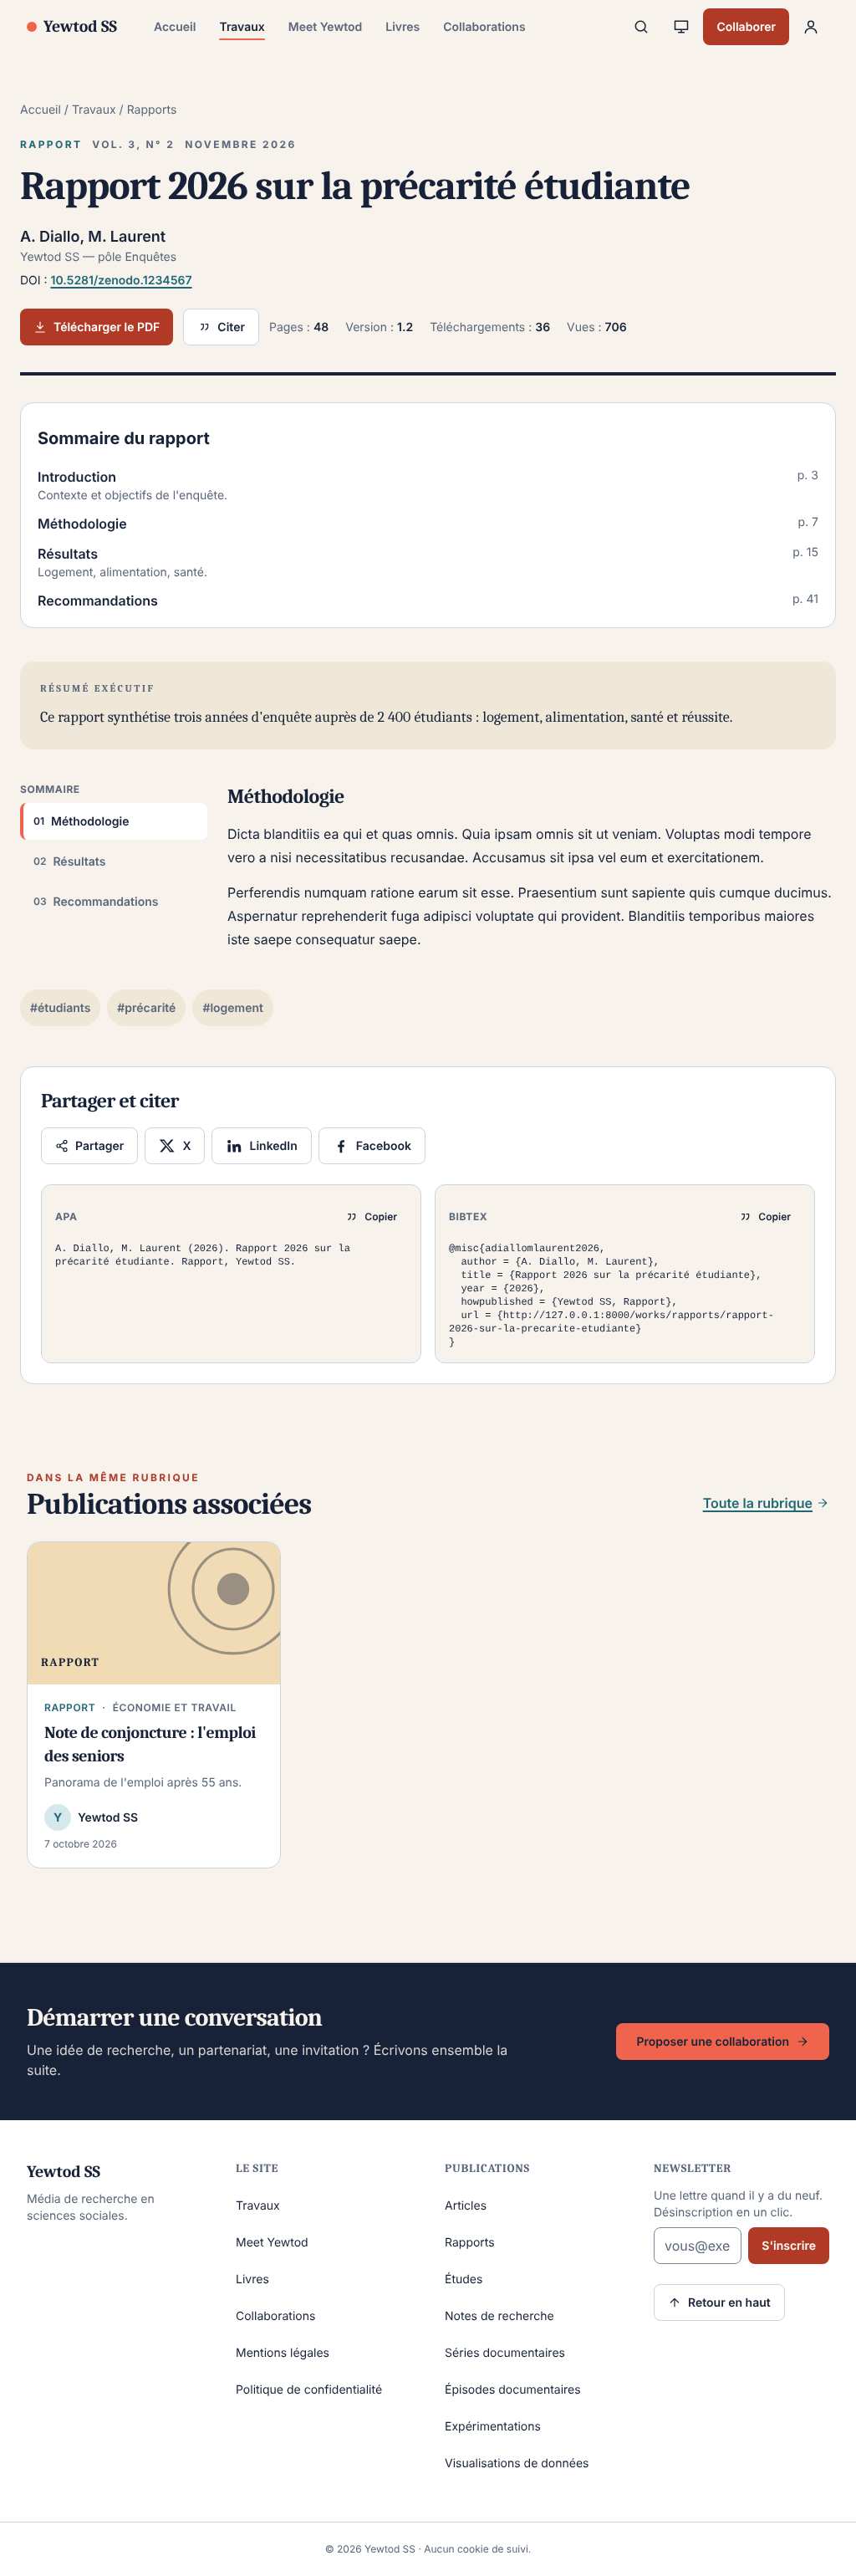 Yewtod SS
Accueil
Travaux
Meet Yewtod
Livres
Collaborations
Collaborer
Accueil / Travaux / Rapports
RAPPORT VOL. 3, N° 2 NOVEMBRE 2026
Rapport 2026 sur la précarité étudiante
A. Diallo, M. Laurent
Yewtod SS — pôle Enquêtes
DOI : 10.5281/zenodo.1234567
Télécharger le PDF
Citer
Pages : 48
Version : 1.2
Téléchargements : 36
Vues : 706
Sommaire du rapport
Introduction p. 3
Contexte et objectifs de l'enquête.
Méthodologie p. 7
Résultats p. 15
Logement, alimentation, santé.
Recommandations p. 41
RÉSUMÉ EXÉCUTIF
Ce rapport synthétise trois années d'enquête auprès de 2 400 étudiants : logement, alimentation, santé et réussite.
SOMMAIRE
01 Méthodologie
02 Résultats
03 Recommandations
Méthodologie
Dicta blanditiis ea qui et quas omnis. Quia ipsam omnis sit ut veniam. Voluptas modi tempore
vero a nisi necessitatibus recusandae. Accusamus sit ipsa vel eum et exercitationem.
Perferendis numquam ratione earum sit esse. Praesentium sunt sapiente quis cumque ducimus.
Aspernatur reprehenderit fuga adipisci voluptate qui provident. Blanditiis temporibus maiores
iste saepe consequatur saepe.
#étudiants
#précarité
#logement
Partager et citer
Partager
X
LinkedIn
Facebook
APA
Copier
A. Diallo, M. Laurent (2026). Rapport 2026 sur la
précarité étudiante. Rapport, Yewtod SS.
BIBTEX
Copier
@misc{adiallomlaurent2026,
author = {A. Diallo, M. Laurent},
title = {Rapport 2026 sur la précarité étudiante},
year = {2026},
howpublished = {Yewtod SS, Rapport},
url = {http://127.0.0.1:8000/works/rapports/rapport-
2026-sur-la-precarite-etudiante}
}
DANS LA MÊME RUBRIQUE
Publications associées
Toute la rubrique
RAPPORT
RAPPORT · ÉCONOMIE ET TRAVAIL
Note de conjoncture : l'emploi
des seniors
Panorama de l'emploi après 55 ans.
Y
Yewtod SS
7 octobre 2026
Démarrer une conversation
Une idée de recherche, un partenariat, une invitation ? Écrivons ensemble la
suite.
Proposer une collaboration
Yewtod SS
Média de recherche en
sciences sociales.
LE SITE
Travaux
Meet Yewtod
Livres
Collaborations
Mentions légales
Politique de confidentialité
PUBLICATIONS
Articles
Rapports
Études
Notes de recherche
Séries documentaires
Épisodes documentaires
Expérimentations
Visualisations de données
NEWSLETTER
Une lettre quand il y a du neuf.
Désinscription en un clic.
vous@exe
S'inscrire
Retour en haut
© 2026 Yewtod SS · Aucun cookie de suivi.